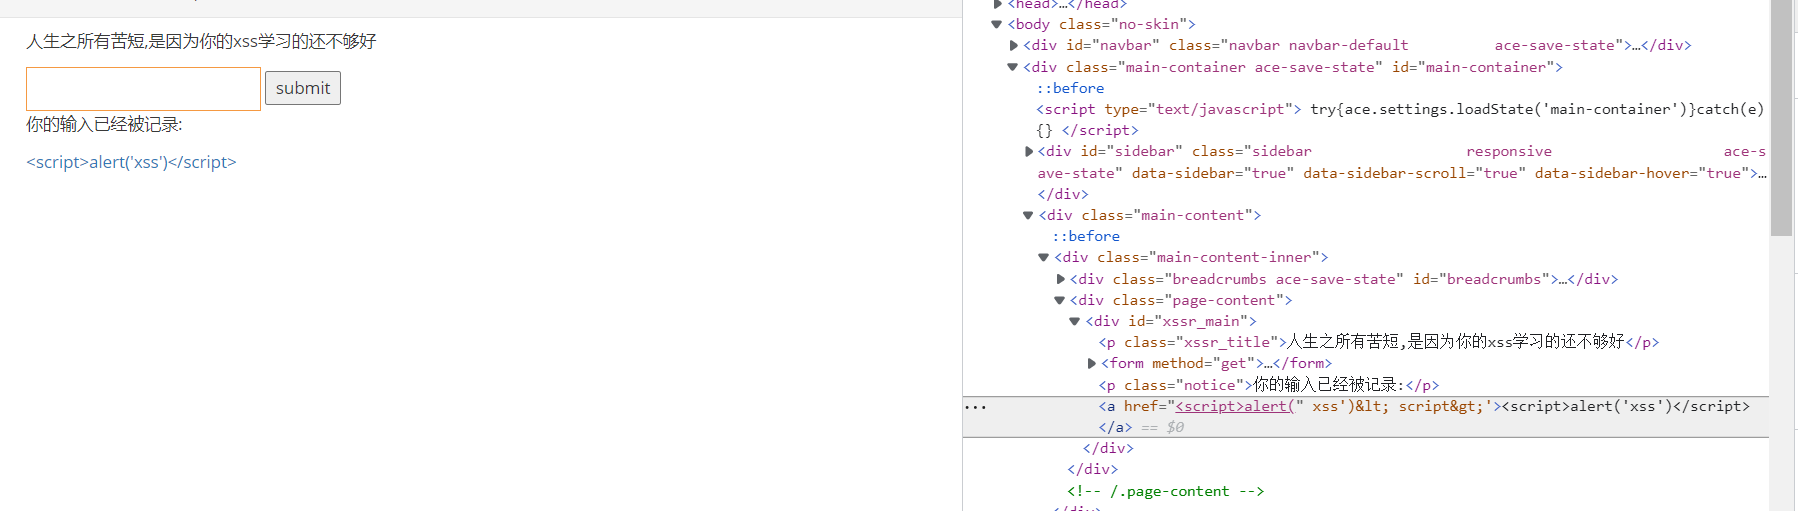 人生之所有苦短,是因为你的xss学习的还不够好
submit
你的输入已经被记录:
<script>alert('xss')</script>
<head>…</head>
<body class="no-skin">
<div id="navbar" class="navbar navbar-default ace-save-state">…</div>
<div class="main-container ace-save-state" id="main-container">
::before
<script type="text/javascript"> try{ace.settings.loadState('main-container')}catch(e)
{} </script>
<div id="sidebar" class="sidebar responsive ace-s
ave-state" data-sidebar="true" data-sidebar-scroll="true" data-sidebar-hover="true">…
</div>
<div class="main-content">
::before
<div class="main-content-inner">
<div class="breadcrumbs ace-save-state" id="breadcrumbs">…</div>
<div class="page-content">
<div id="xssr_main">
<p class="xssr_title">人生之所有苦短,是因为你的xss学习的还不够好</p>
<form method="get">…</form>
<p class="notice">你的输入已经被记录:</p>
… <a href="<script>alert(" xss')&lt; script&gt;'><script>alert('xss')</script>
</a> == $0
</div>
</div>
<!-- /.page-content -->
</div>